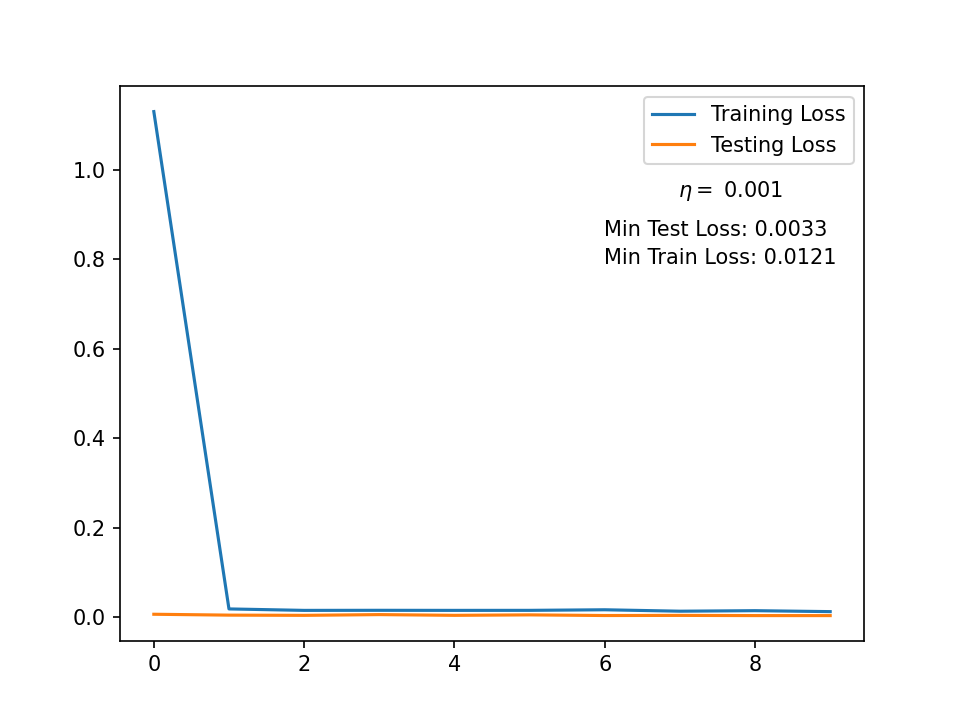 Training Loss
Testing Loss
η = 0.001
Min Test Loss: 0.0033
Min Train Loss: 0.0121
1.0
0.8
0.6
0.4
0.2
0.0
0 2 4 6 8